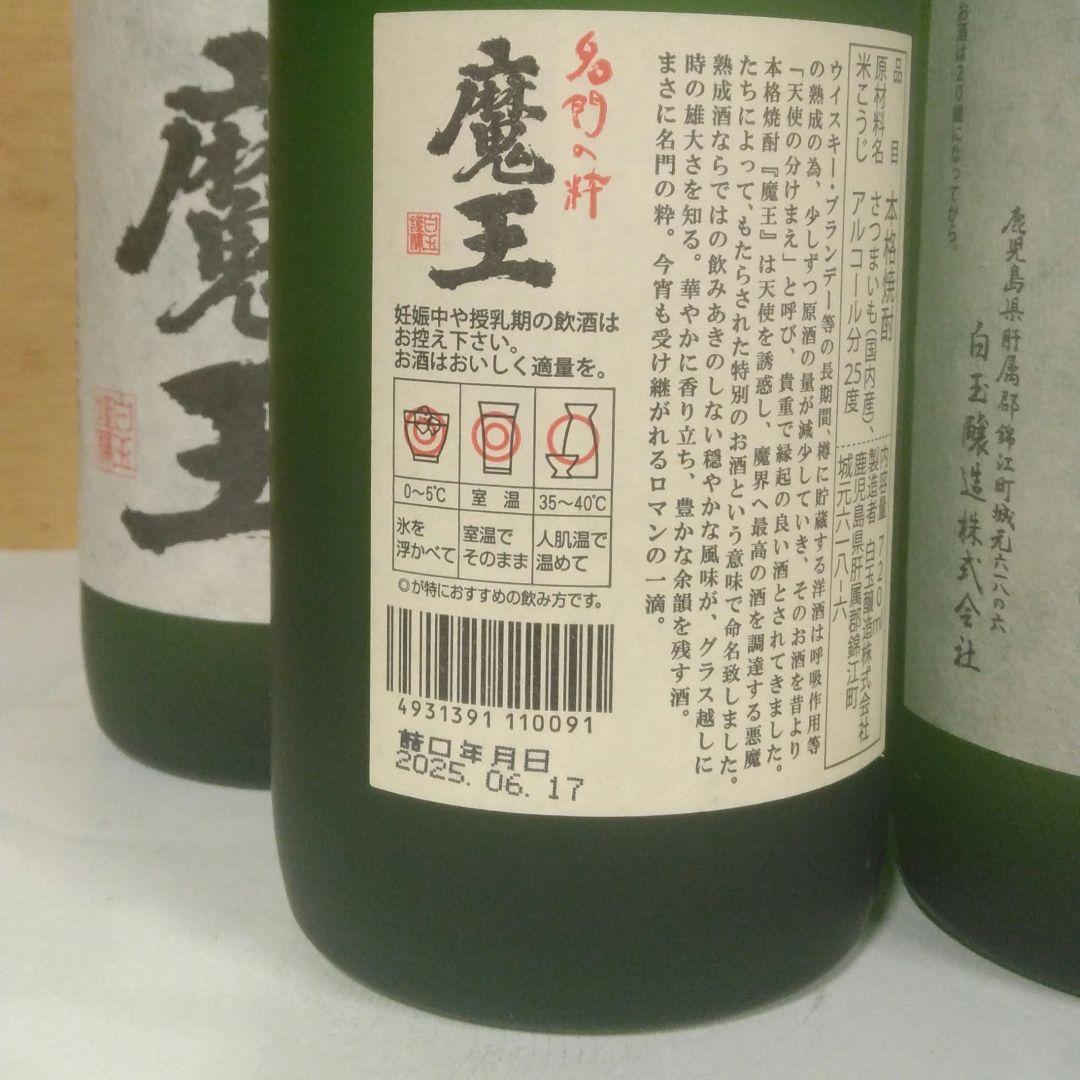 魔王
白玉謹醸
名門の粋
魔王
白玉謹醸
妊娠中や授乳期の飲酒は
お控え下さい。
お酒はおいしく適量を。
0〜5℃
室温
35〜40℃
氷を
浮かべて
室温で
そのまま
人肌温で
温めて
◎が特におすすめの飲み方です。
4931391 110091
詰口年月日
2025.06.17
品目 本格焼酎
原材料名 さつまいも(国内産)、
米こうじ アルコール分25度
内容量 720ml
製造者 白玉醸造株式会社
鹿児島県肝属郡錦江町
城元六一八-六
ウイスキー・ブランデー等の長期間、樽に貯蔵する洋酒は呼吸作用等
の熟成の為、少しずつ原酒の量が減少していき、そのお酒を昔より
「天使の分けまえ」と呼び、貴重で縁起の良い酒とされてきました。
本格焼酎『魔王』は天使を誘惑し、魔界へ最高の酒を調達する悪魔
たちによって、もたらされた特別のお酒という意味で命名致しました。
熟成酒ならではの飲みあきのしない穏やかな風味が、グラス越しに
時の雄大さを知る。華やかに香り立ち、豊かな余韻を残す酒。
まさに名門の粋。今宵も受け継がれるロマンの一滴。
お酒は20歳になってから。
鹿児島県肝属郡錦江町城元六一八の六
白玉醸造株式会社